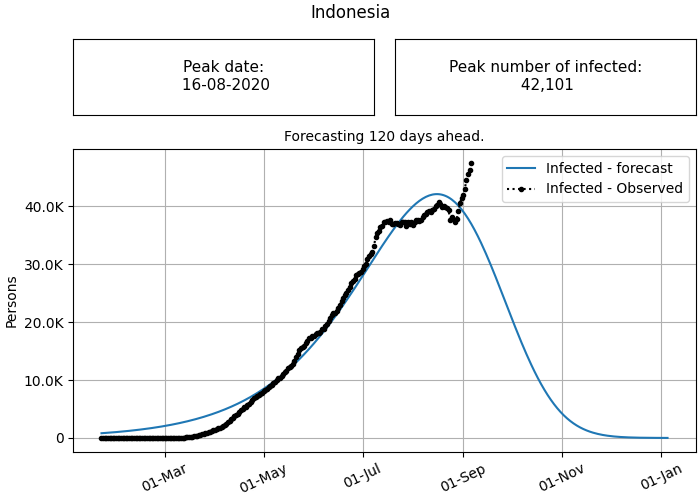 Indonesia
Peak date:
16-08-2020
Peak number of infected:
42,101
Forecasting 120 days ahead.
Infected - forecast
Infected - Observed
Persons
40.0K
30.0K
20.0K
10.0K
0
01-Mar
01-May
01-Jul
01-Sep
01-Nov
01-Jan